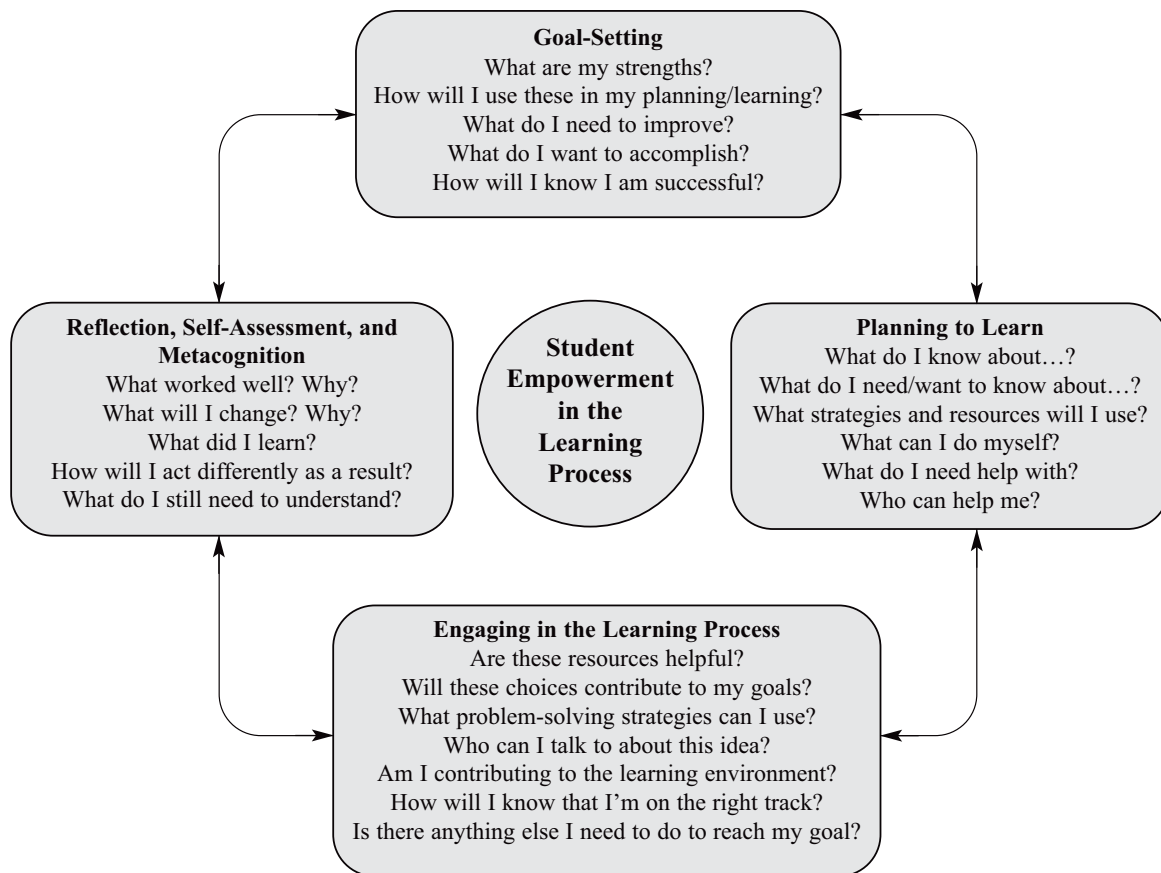 Goal-Setting
What are my strengths?
How will I use these in my planning/learning?
What do I need to improve?
What do I want to accomplish?
How will I know I am successful?
Reflection, Self-Assessment, and
Metacognition
What worked well? Why?
What will I change? Why?
What did I learn?
How will I act differently as a result?
What do I still need to understand?
Student
Empowerment
in the
Learning
Process
Planning to Learn
What do I know about…?
What do I need/want to know about…?
What strategies and resources will I use?
What can I do myself?
What do I need help with?
Who can help me?
Engaging in the Learning Process
Are these resources helpful?
Will these choices contribute to my goals?
What problem-solving strategies can I use?
Who can I talk to about this idea?
Am I contributing to the learning environment?
How will I know that I’m on the right track?
Is there anything else I need to do to reach my goal?